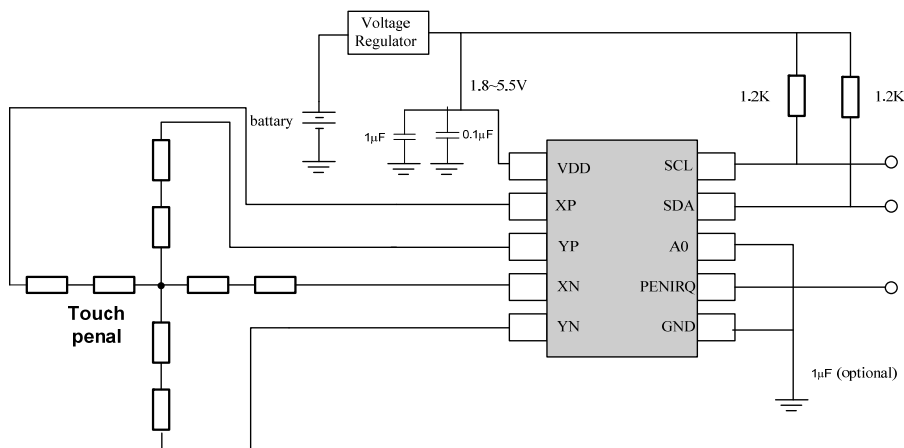 Voltage
Regulator
1.8~5.5V
battary
1μF
0.1μF
1.2K
1.2K
VDD
SCL
XP
SDA
YP
A0
XN
PENIRQ
YN
GND
Touch
penal
1μF (optional)